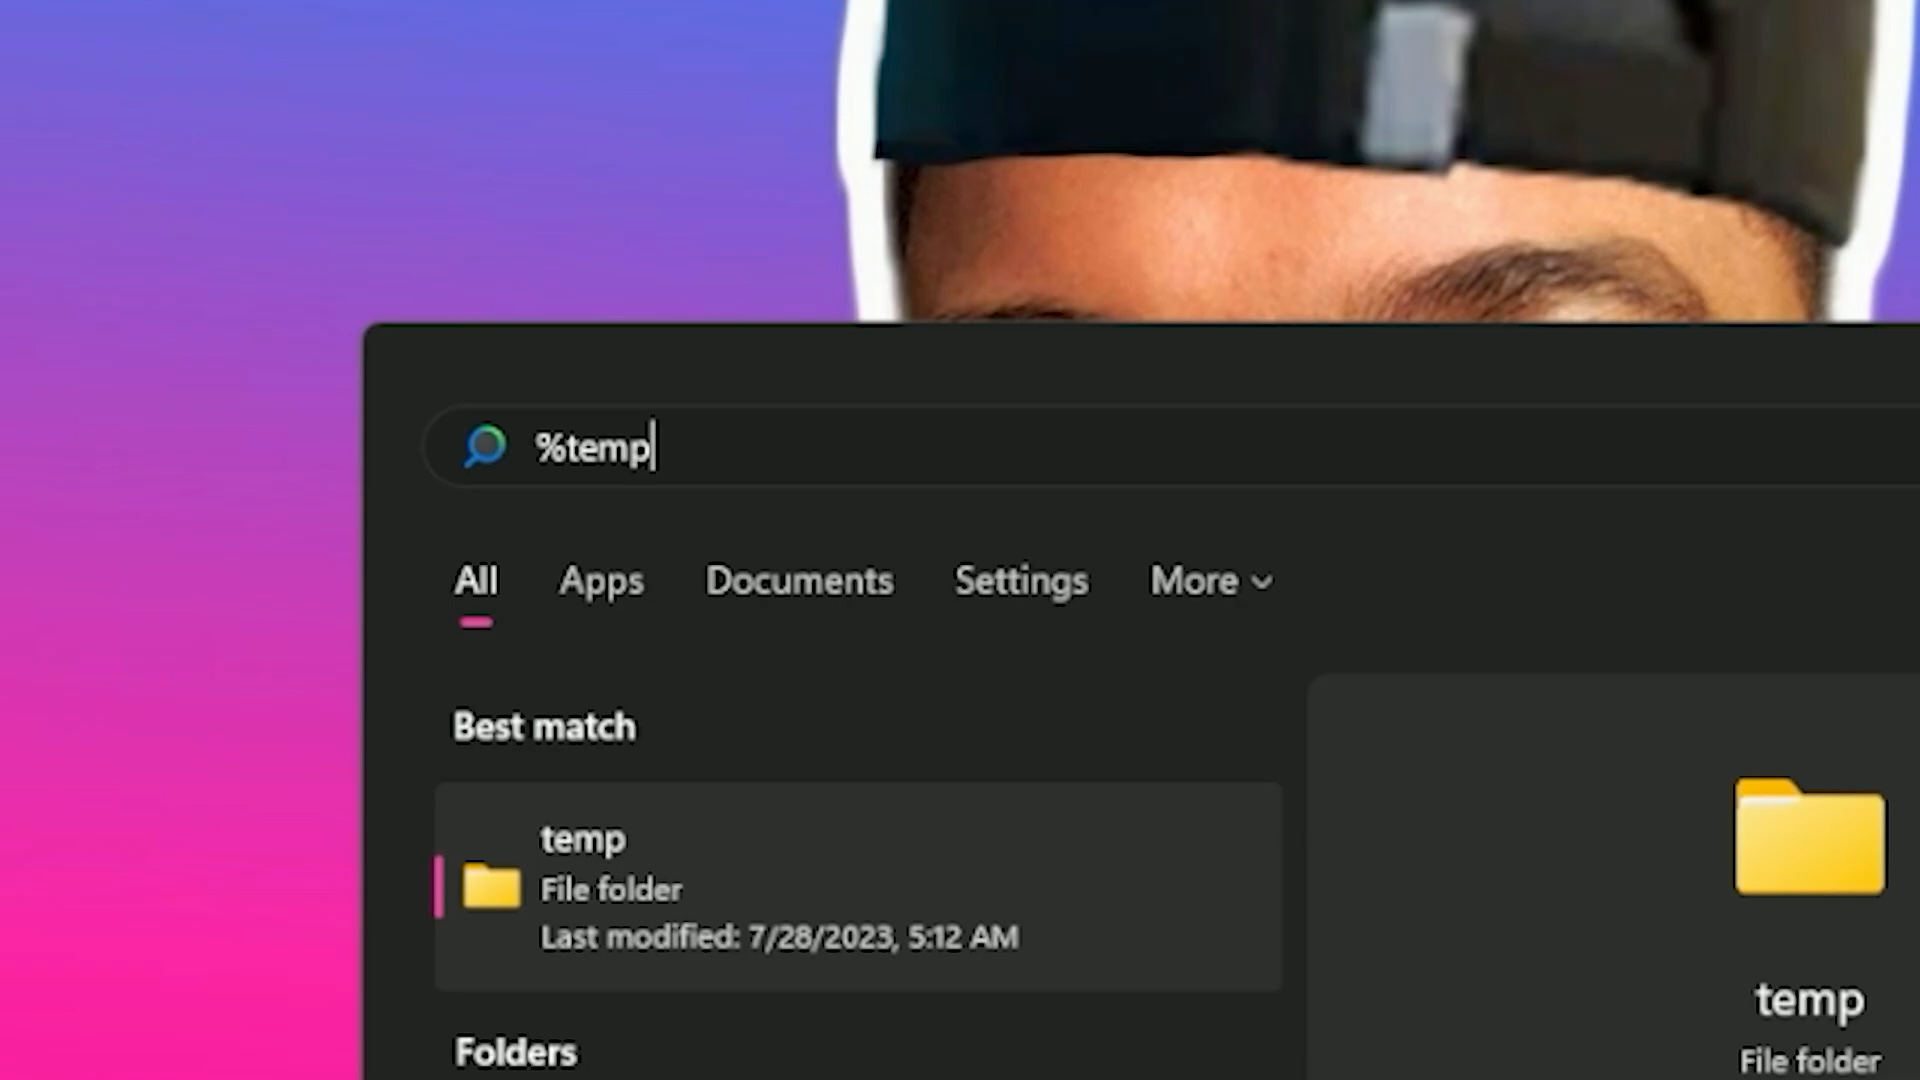 %temp
All Apps Documents Settings More
Best match
temp
File folder
Last modified: 7/28/2023, 5:12 AM
Folders
temp
File folder